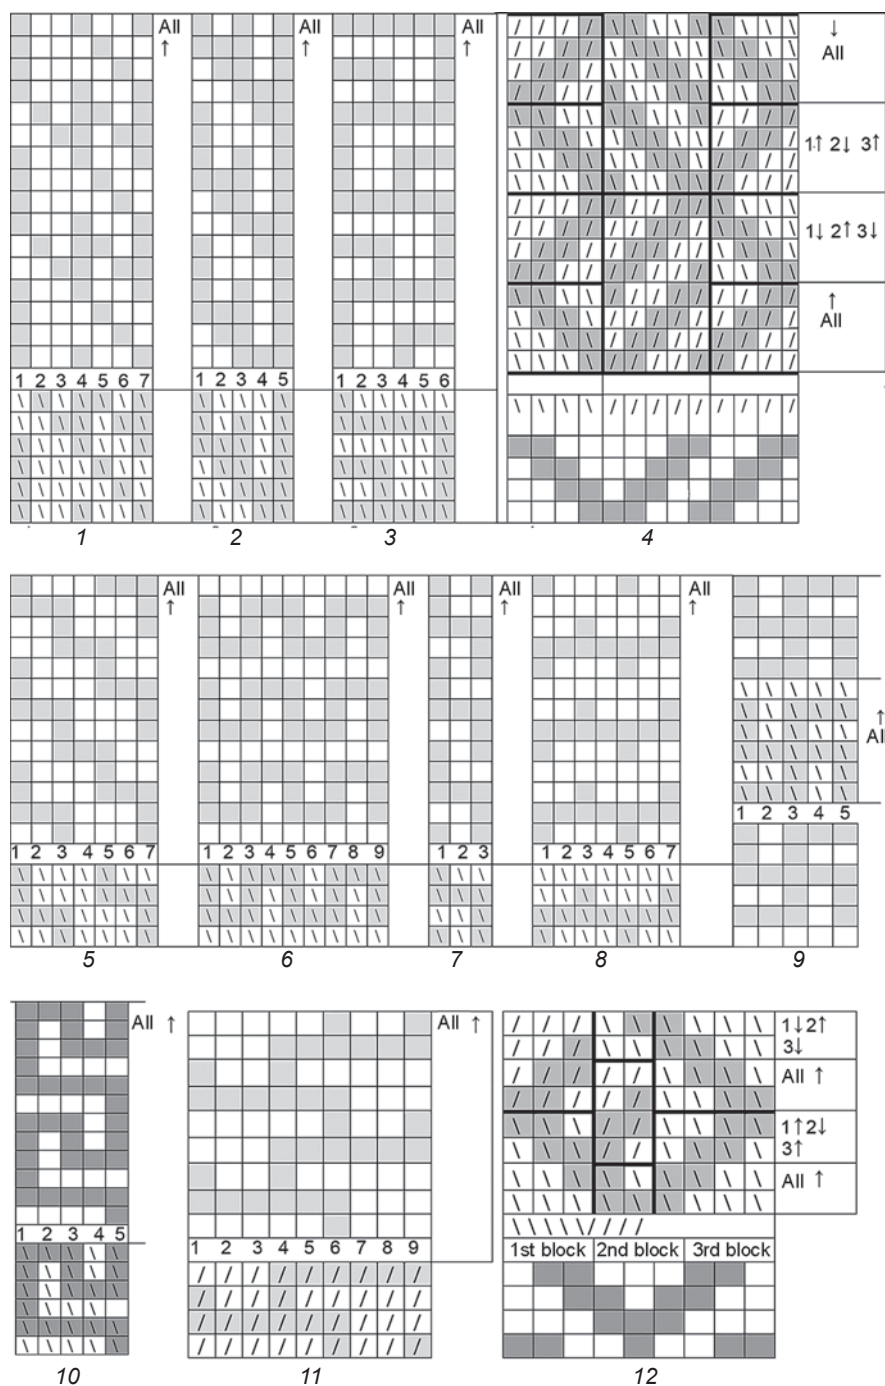 All ↑
All ↑
All ↑
↓
All
1↑ 2↓ 3↑
1↓ 2↑ 3↓
↑
All
1 2 3 4 5 6 7
1 2 3 4 5
1 2 3 4 5 6
1
2
3
4
All ↑
All ↑
All ↑
All ↑
↑
All
1 2 3 4 5
1 2 3 4 5 6 7
1 2 3 4 5 6 7 8 9
1 2 3
1 2 3 4 5 6 7
5
6
7
8
9
All ↑
All ↑
1↓2↑
3↓
All ↑
1↑2↓
3↑
All ↑
1 2 3 4 5
1 2 3 4 5 6 7 8 9
1st block 2nd block 3rd block
10
11
12